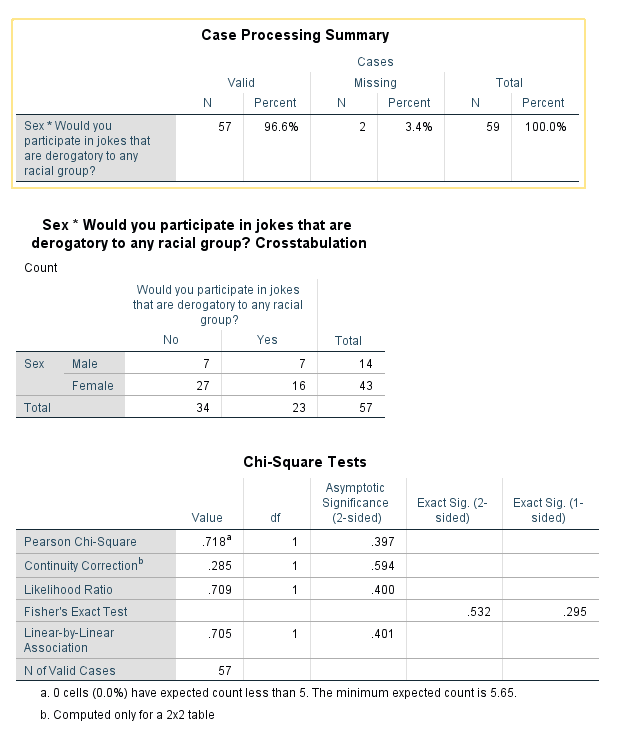 Case Processing Summary
Cases
Valid Missing Total
N Percent N Percent N Percent
Sex * Would you
participate in jokes that
are derogatory to any
racial group?
57 96.6% 2 3.4% 59 100.0%
Sex * Would you participate in jokes that are
derogatory to any racial group? Crosstabulation
Count
Would you participate in jokes
that are derogatory to any racial
group?
No Yes Total
Sex Male 7 7 14
Female 27 16 43
Total 34 23 57
Chi-Square Tests
Value df Asymptotic
Significance
(2-sided)
Exact Sig. (2-
sided)
Exact Sig. (1-
sided)
Pearson Chi-Square .718a 1 .397
Continuity Correctionb .285 1 .594
Likelihood Ratio .709 1 .400
Fisher's Exact Test .532 .295
Linear-by-Linear
Association
.705 1 .401
N of Valid Cases 57
a. 0 cells (0.0%) have expected count less than 5. The minimum expected count is 5.65.
b. Computed only for a 2x2 table